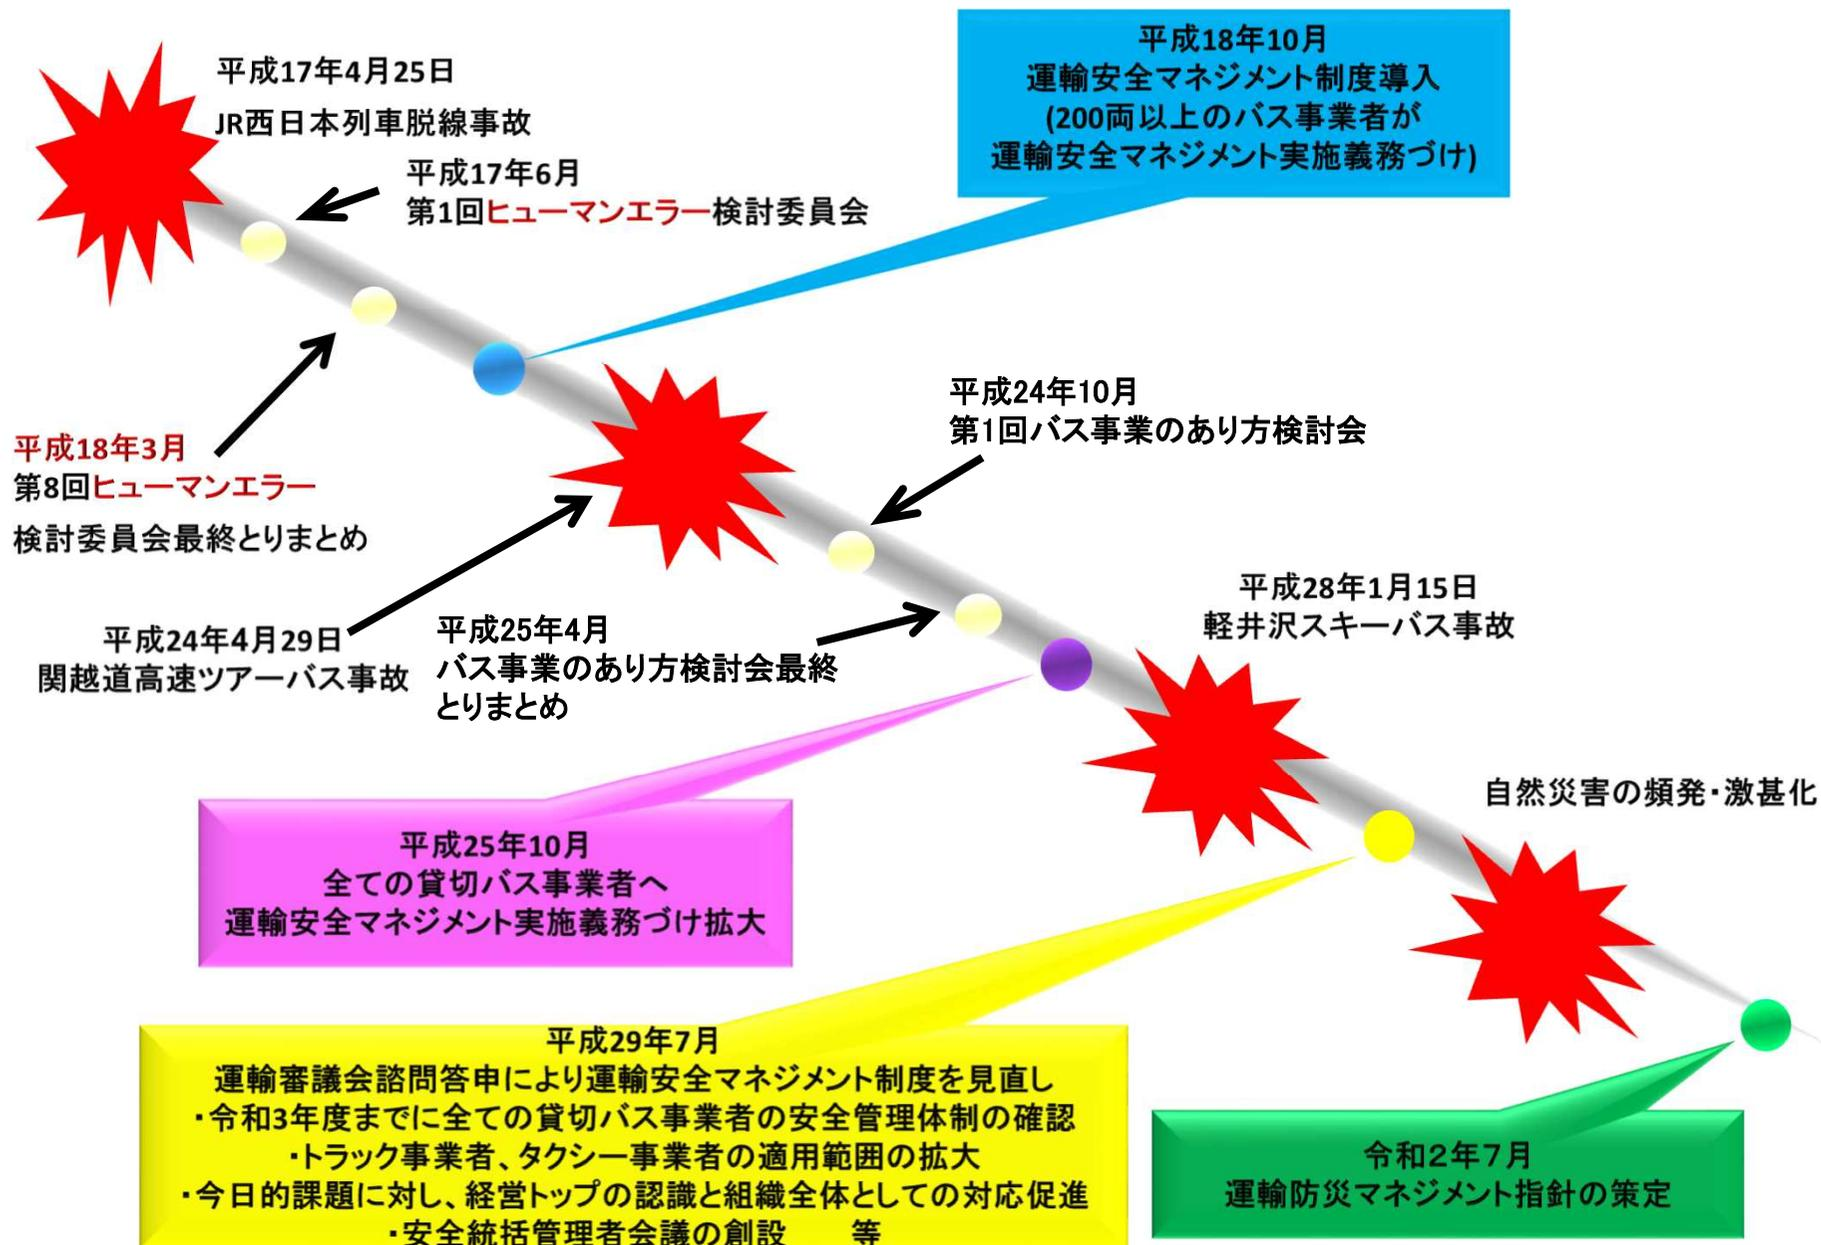 平成17年4月25日
JR西日本列車脱線事故
平成17年6月
第1回ヒューマンエラー検討委員会
平成18年10月
運輸安全マネジメント制度導入
(200両以上のバス事業者が
運輸安全マネジメント実施義務づけ)
平成18年3月
第8回ヒューマンエラー
検討委員会最終とりまとめ
平成24年4月29日
関越道高速ツアーバス事故
平成24年10月
第1回バス事業のあり方検討会
平成25年4月
バス事業のあり方検討会最終
とりまとめ
平成25年10月
全ての貸切バス事業者へ
運輸安全マネジメント実施義務づけ拡大
平成28年1月15日
軽井沢スキーバス事故
平成29年7月
運輸審議会諮問答申により運輸安全マネジメント制度を見直し
・令和3年度までに全ての貸切バス事業者の安全管理体制の確認
・トラック事業者、タクシー事業者の適用範囲の拡大
・今日的課題に対し、経営トップの認識と組織全体としての対応促進
・安全統括管理者会議の創設　　等
自然災害の頻発・激甚化
令和2年7月
運輸防災マネジメント指針の策定